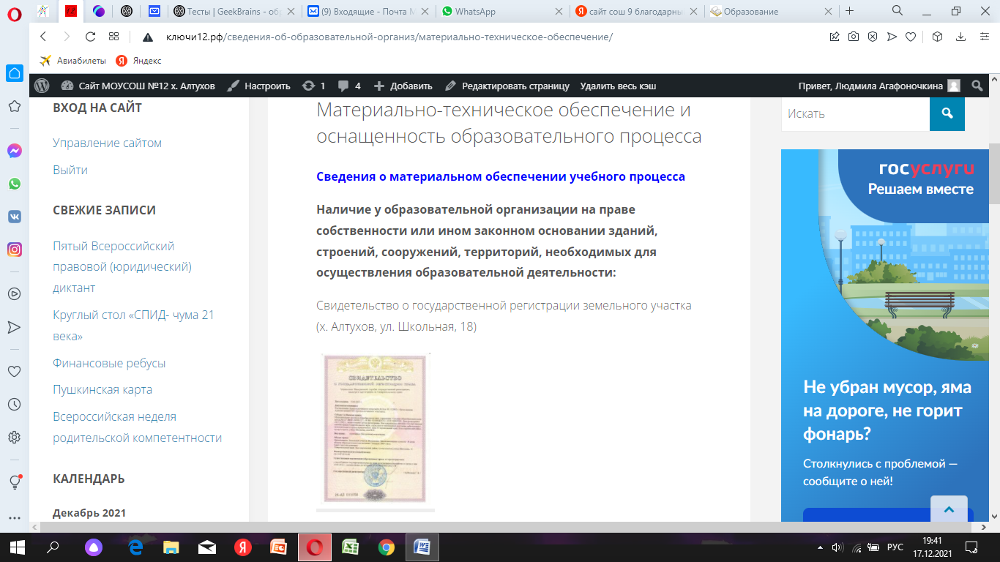 Тесты | GeekBrains - об
(9) Входящие - Почта М
WhatsApp
сайт сош 9 благодарны
Образование
ключи12.рф/сведения-об-образовательной-организ/материально-техническое-обеспечение/
Авиабилеты
Яндекс
Сайт МОУСОШ №12 х. Алтухов
Настроить
1
4
Добавить
Редактировать страницу
Удалить весь кэш
Привет, Людмила Агафоночкина
ВХОД НА САЙТ
Управление сайтом
Выйти
СВЕЖИЕ ЗАПИСИ
Пятый Всероссийский
правовой (юридический)
диктант
Круглый стол «СПИД- чума 21
века»
Финансовые ребусы
Пушкинская карта
Всероссийская неделя
родительской компетентности
КАЛЕНДАРЬ
Декабрь 2021
Материально-техническое обеспечение и
оснащенность образовательного процесса
Сведения о материальном обеспечении учебного процесса
Наличие у образовательной организации на праве
собственности или ином законном основании зданий,
строений, сооружений, территорий, необходимых для
осуществления образовательной деятельности:
Свидетельство о государственной регистрации земельного участка
(х. Алтухов, ул. Школьная, 18)
СВИДЕТЕЛЬСТВО
Искать
госуслуги
Решаем вместе
Не убран мусор, яма
на дороге, не горит
фонарь?
Столкнулись с проблемой —
сообщите о ней!
РУС
19:41
17.12.2021